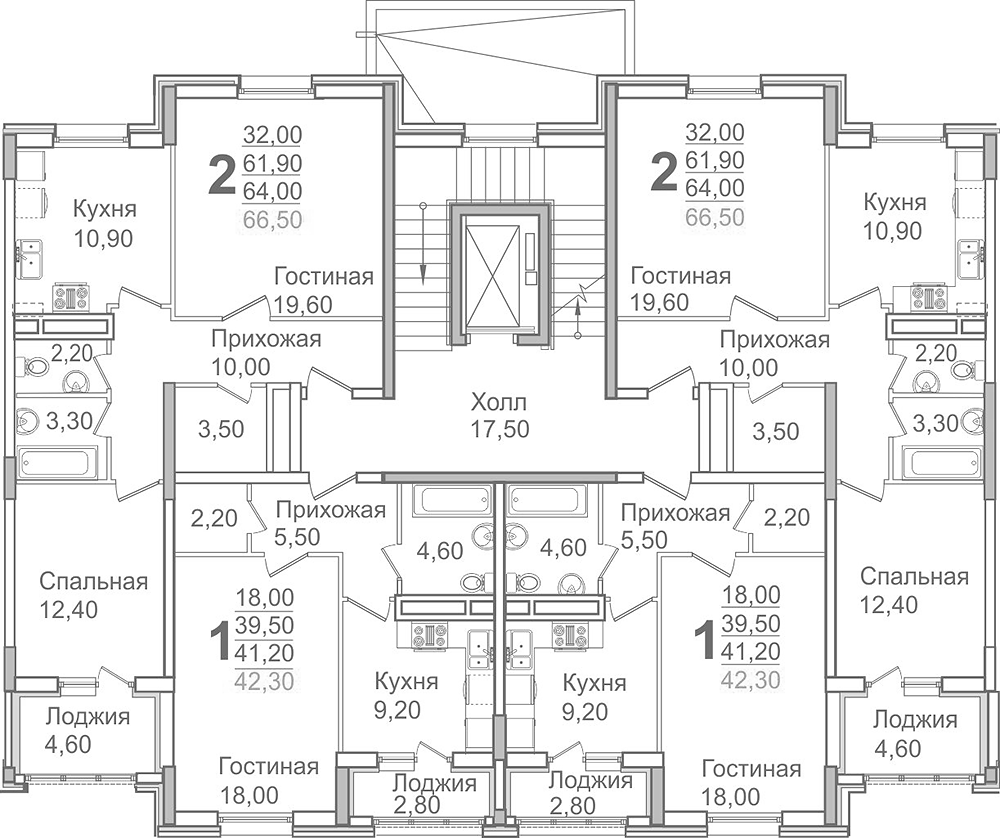 2
32,00
61,90
64,00
66,50
Кухня
10,90
Гостиная
19,60
2
32,00
61,90
64,00
66,50
Гостиная
19,60
Кухня
10,90
Прихожая
10,00
2,20
3,30
3,50
Холл
17,50
Прихожая
10,00
2,20
3,30
3,50
2,20
Прихожая
5,50
4,60
4,60
Прихожая
5,50
2,20
Спальная
12,40
1
18,00
39,50
41,20
42,30
Кухня
9,20
Кухня
9,20
1
18,00
39,50
41,20
42,30
Спальная
12,40
Лоджия
4,60
Гостиная
18,00
Лоджия
2,80
Лоджия
2,80
Гостиная
18,00
Лоджия
4,60